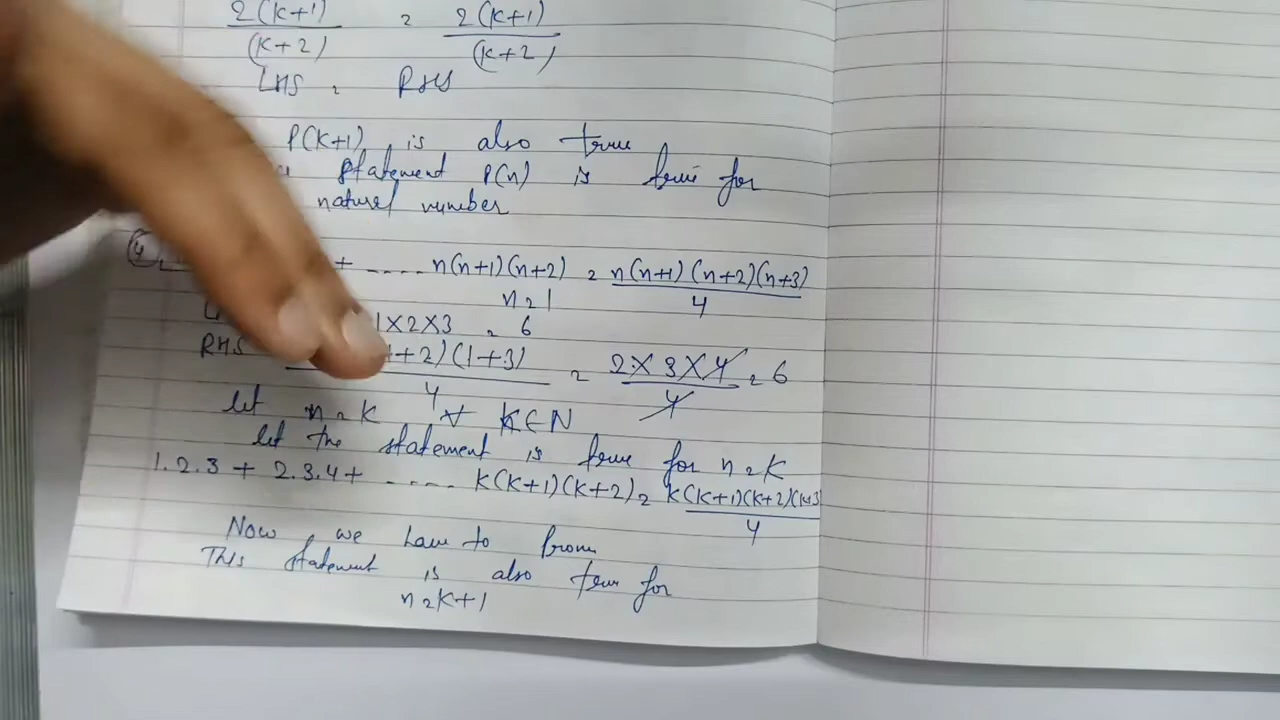 2(k+1)/(k+2) = 2(k+1)/(k+2)
LHS = RHS
P(k+1) is also true
statement P(n) is true for
natural number
(4) + ..... n(n+1)(n+2) = n(n+1)(n+2)(n+3)/4
n=1
1×2×3 = 6
RHS +2)(1+3)/4 = 2×3×4/4 = 6
let n=k ∀ k∈N
let the statement is true for n=k
1.2.3 + 2.3.4+ ..... k(k+1)(k+2) = k(k+1)(k+2)(k+3)/4
Now, we have to prove
This statement is also true for
n=k+1